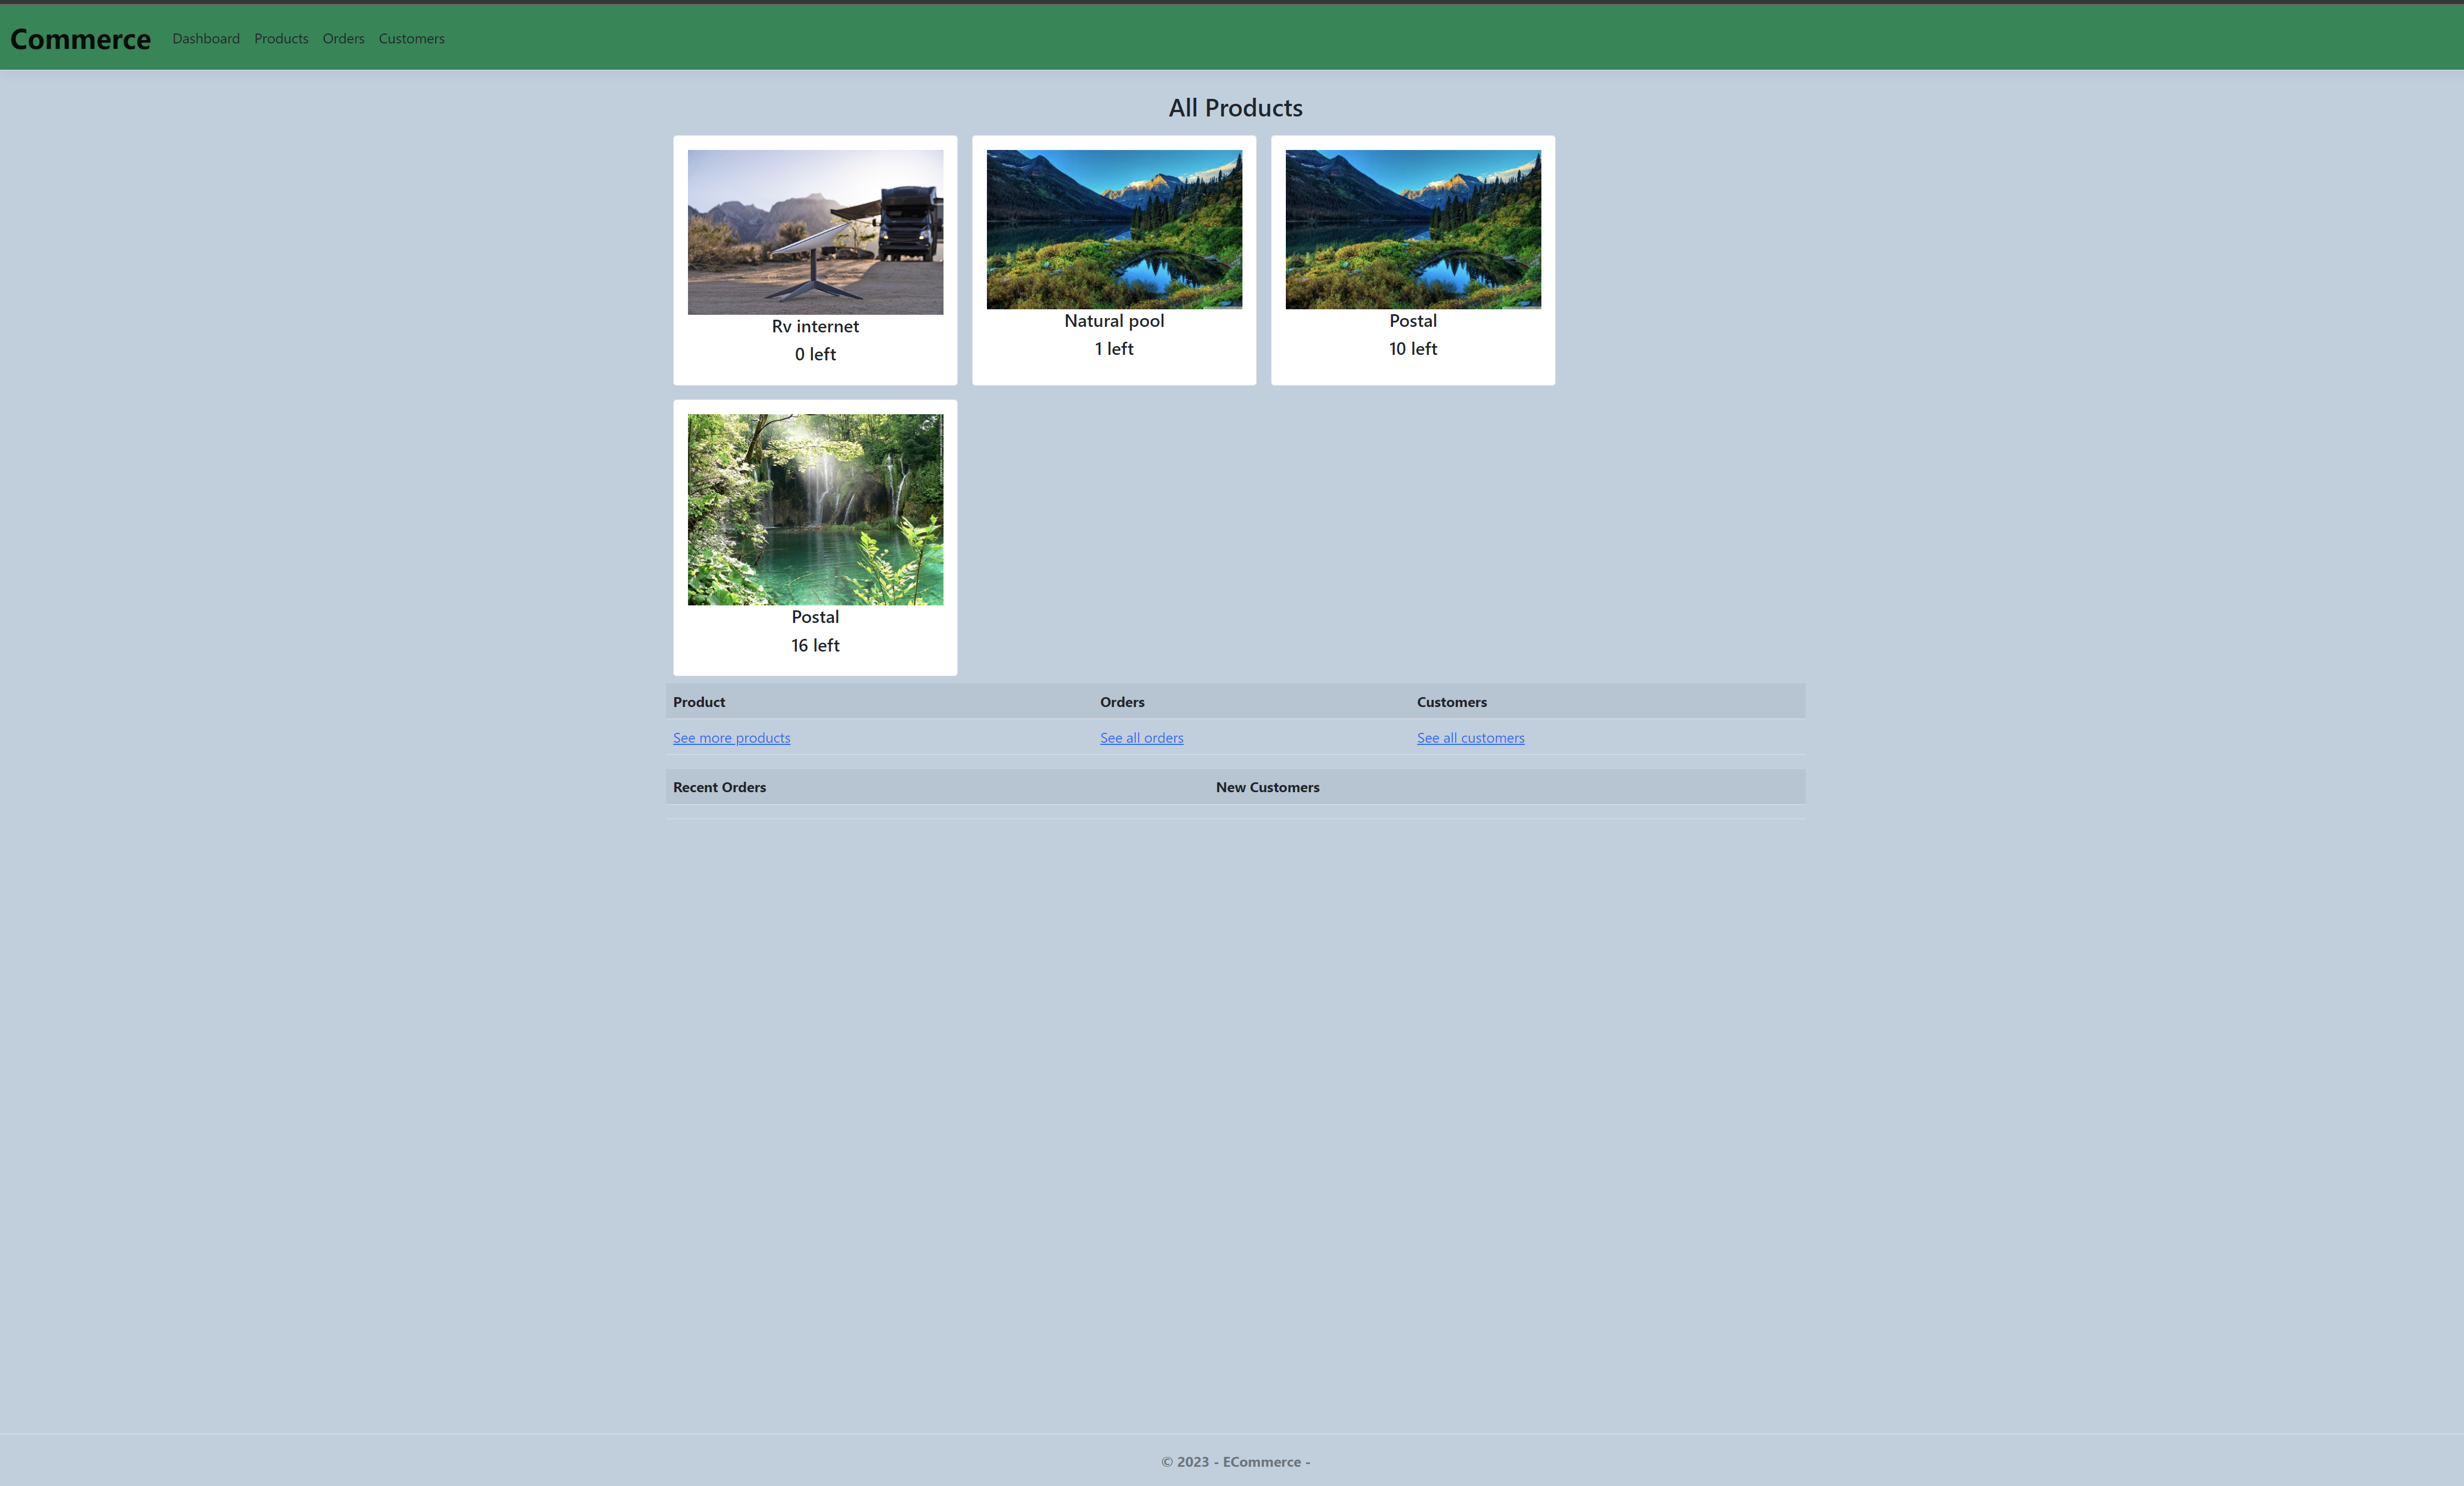 Commerce Dashboard Products Orders Customers
All Products
Rv internet
0 left
Natural pool
1 left
Postal
10 left
Postal
16 left
Product Orders Customers
See more products See all orders See all customers
Recent Orders New Customers
© 2023 - ECommerce -